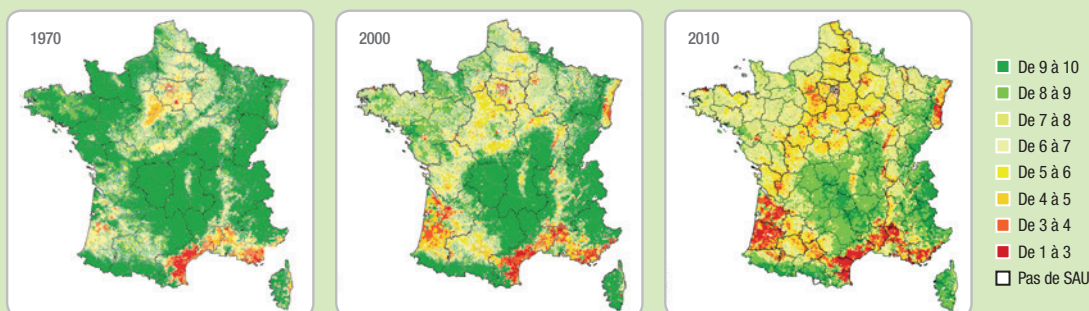 1970
2000
2010
De 9 à 10
De 8 à 9
De 7 à 8
De 6 à 7
De 5 à 6
De 4 à 5
De 3 à 4
De 1 à 3
Pas de SAU